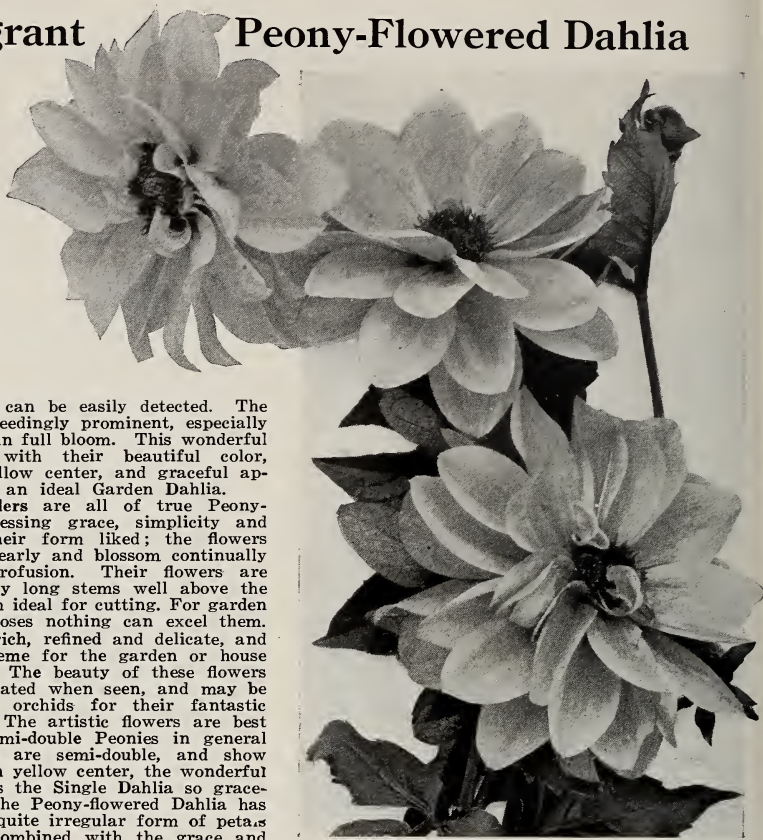 grant Peony-Flowered Dahlia
can be easily detected. The
eedingly prominent, especially
n full bloom. This wonderful
with their beautiful color,
llow center, and graceful ap-
an ideal Garden Dahlia.
lers are all of true Peony-
essing grace, simplicity and
eir form liked; the flowers
early and blossom continually
rofusion. Their flowers are
y long stems well above the
n ideal for cutting. For garden
oses nothing can excel them.
rich, refined and delicate, and
eme for the garden or house
The beauty of these flowers
ated when seen, and may be
orchids for their fantastic
The artistic flowers are best
mi-double Peonies in general
are semi-double, and show
n yellow center, the wonderful
s the Single Dahlia so grace-
he Peony-flowered Dahlia has
quite irregular form of petals
ombined with the grace and